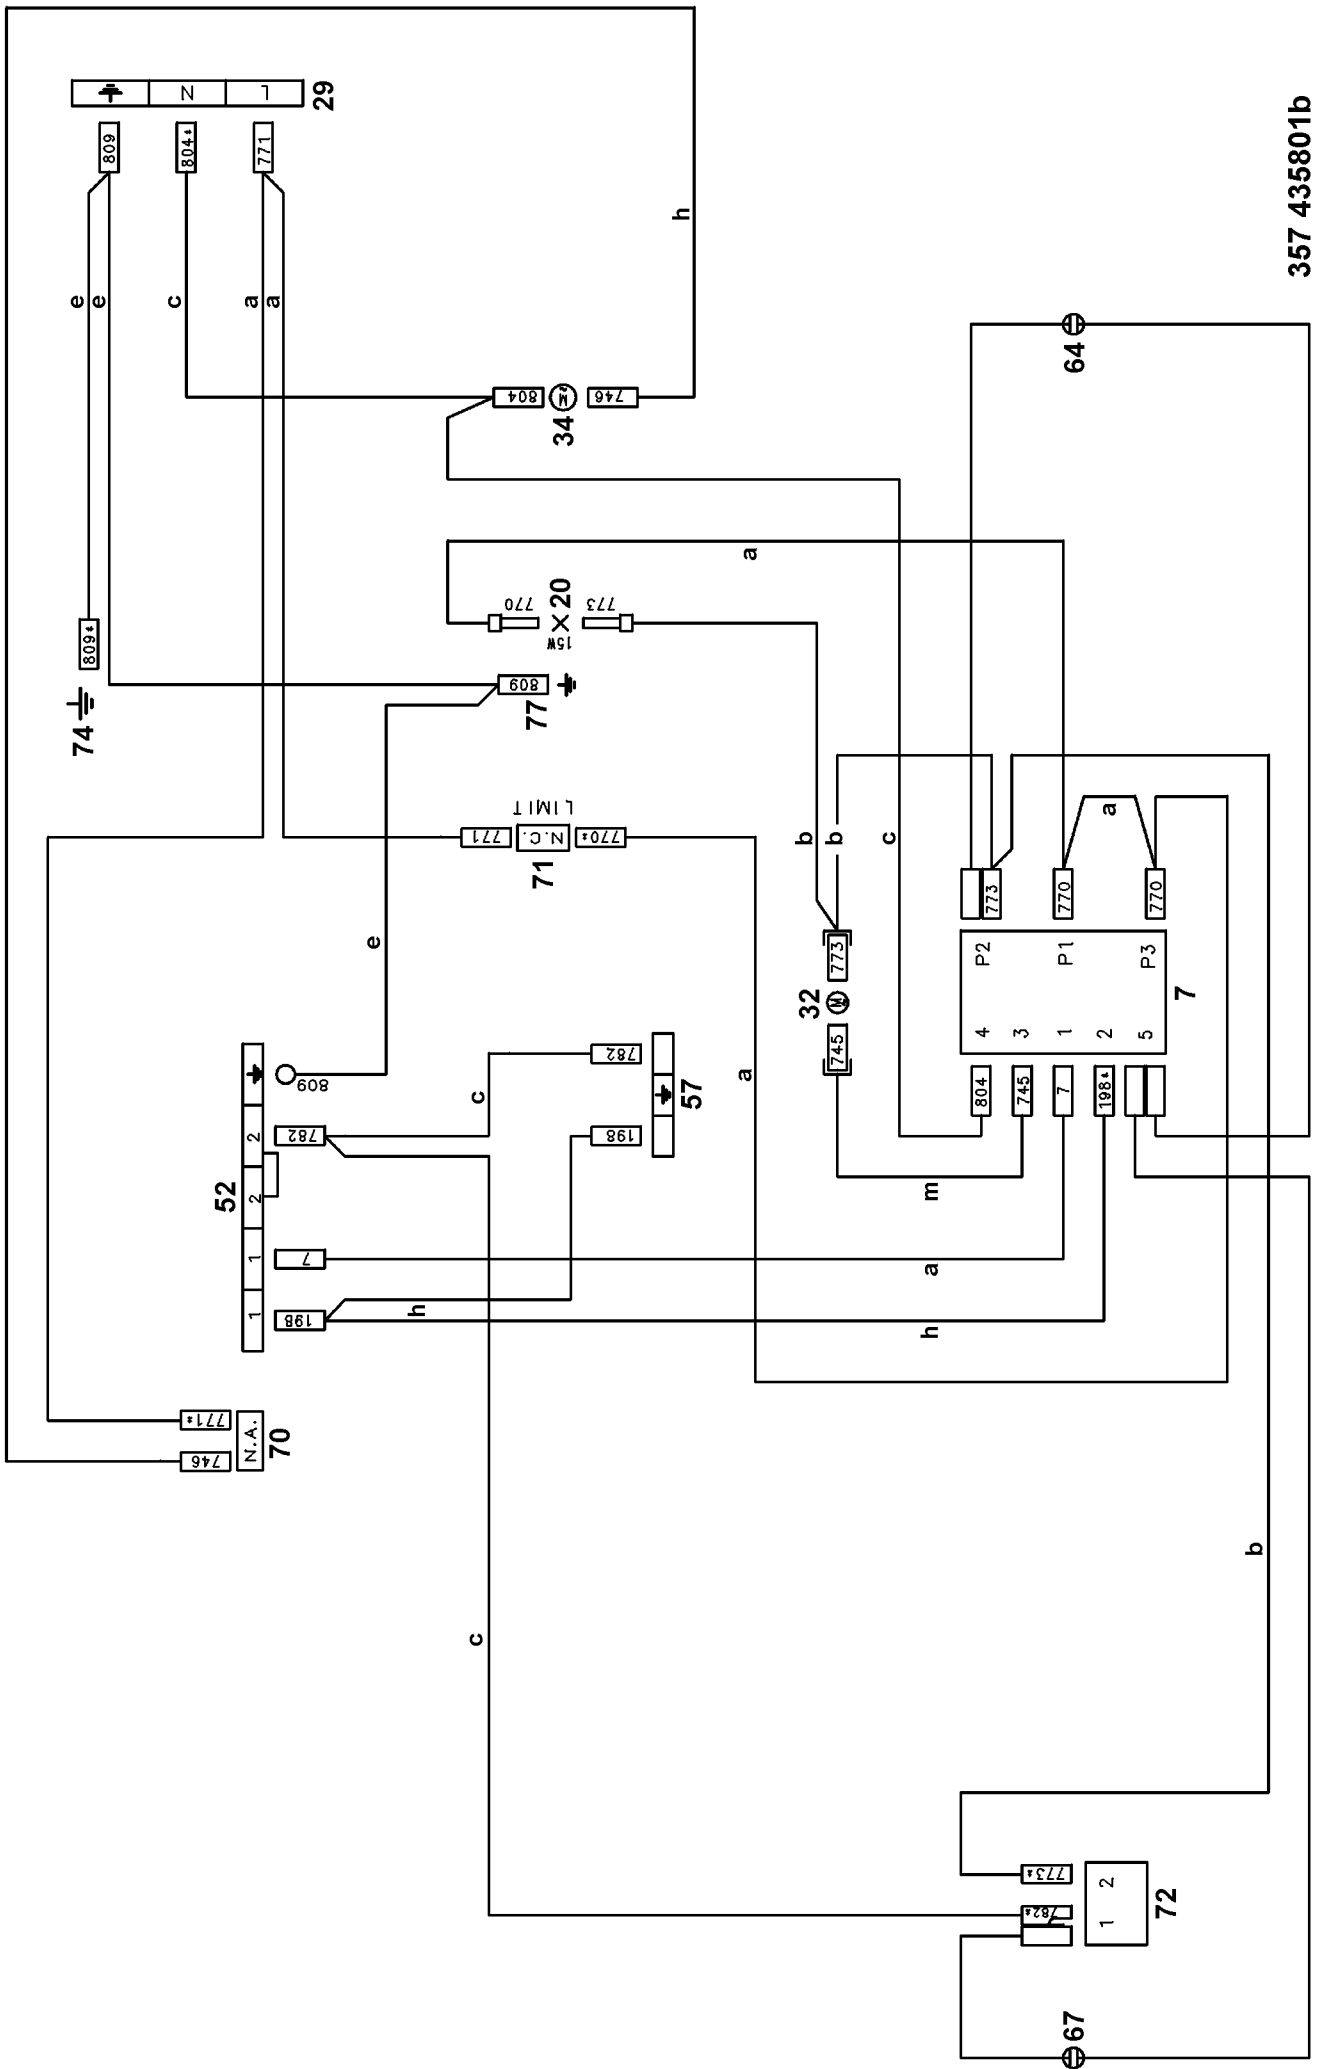 29
N
L
809
804*
771
357 435801b
h
e
e
c
a
a
64
34
804
M
746
a
770
20
15W
773
809*
74
809
77
LIMIT
771
N.C.
770*
71
b
b
c
a
773
770
770
e
773
32
M
745
P2
P1
P3
4
3
1
2
5
7
809
782
57
c
804
745
7
198*
a
52
2
2
1
1
782
198
7
198
m
a
h
h
771*
746
N.A.
70
b
c
773*
782*
2
1
72
67